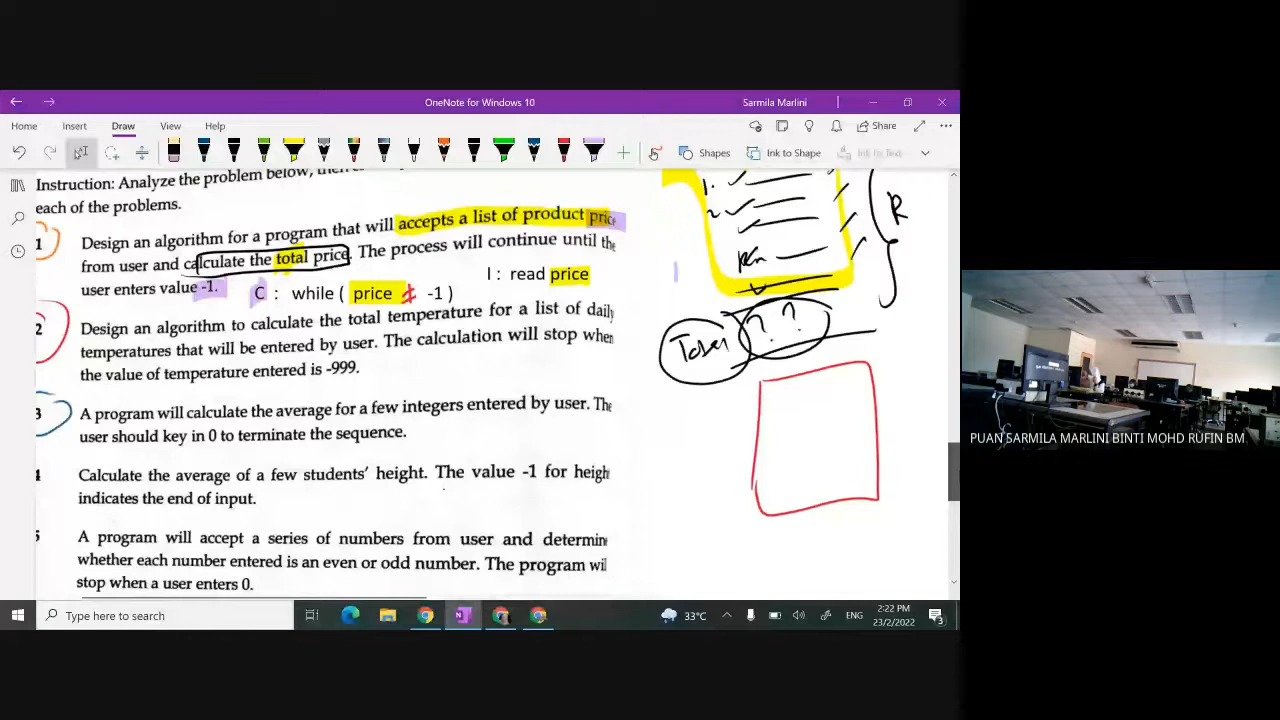 OneNote for Windows 10
Sarmila Marlini
Home Insert Draw View Help
Share
Shapes
Ink to Shape
Ink to Text
Instruction: Analyze the problem below,
each of the problems.
1 Design an algorithm for a program that will accepts a list of product price
from user and calculate the total price. The process will continue until the
user enters value -1.
I : read price
C : while ( price ≠ -1 )
2 Design an algorithm to calculate the total temperature for a list of daily
temperatures that will be entered by user. The calculation will stop when
the value of temperature entered is -999.
3 A program will calculate the average for a few integers entered by user. The
user should key in 0 to terminate the sequence.
4 Calculate the average of a few students' height. The value -1 for height
indicates the end of input.
5 A program will accept a series of numbers from user and determine
whether each number entered is an even or odd number. The program will
stop when a user enters 0.
1.
2
R
Total ? ?
PUAN SARMILA MARLINI BINTI MOHD RUFIN BM
Type here to search
33°C
ENG
2:22 PM
23/2/2022
3